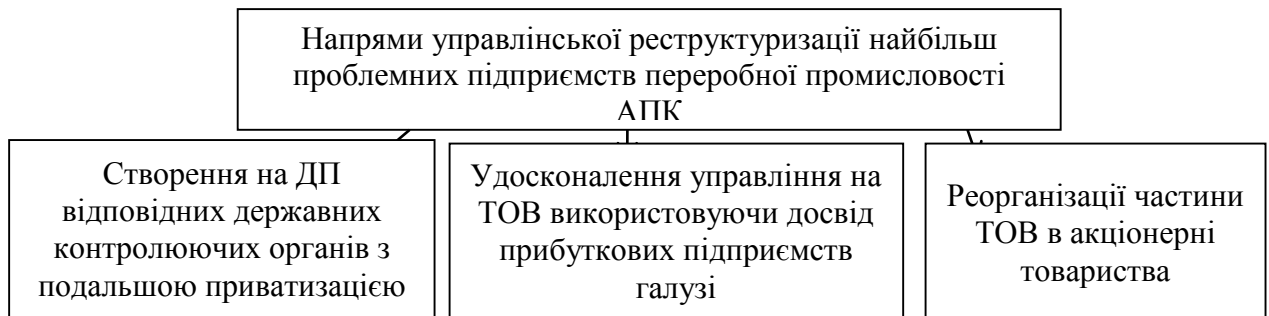 Напрями управлінської реструктуризації найбільш
проблемних підприємств переробної промисловості
АПК
Створення на ДП
відповідних державних
контролюючих органів з
подальшою приватизацією
Удосконалення управління на
ТОВ використовуючи досвід
прибуткових підприємств
галузі
Реорганізації частини
ТОВ в акціонерні
товариства